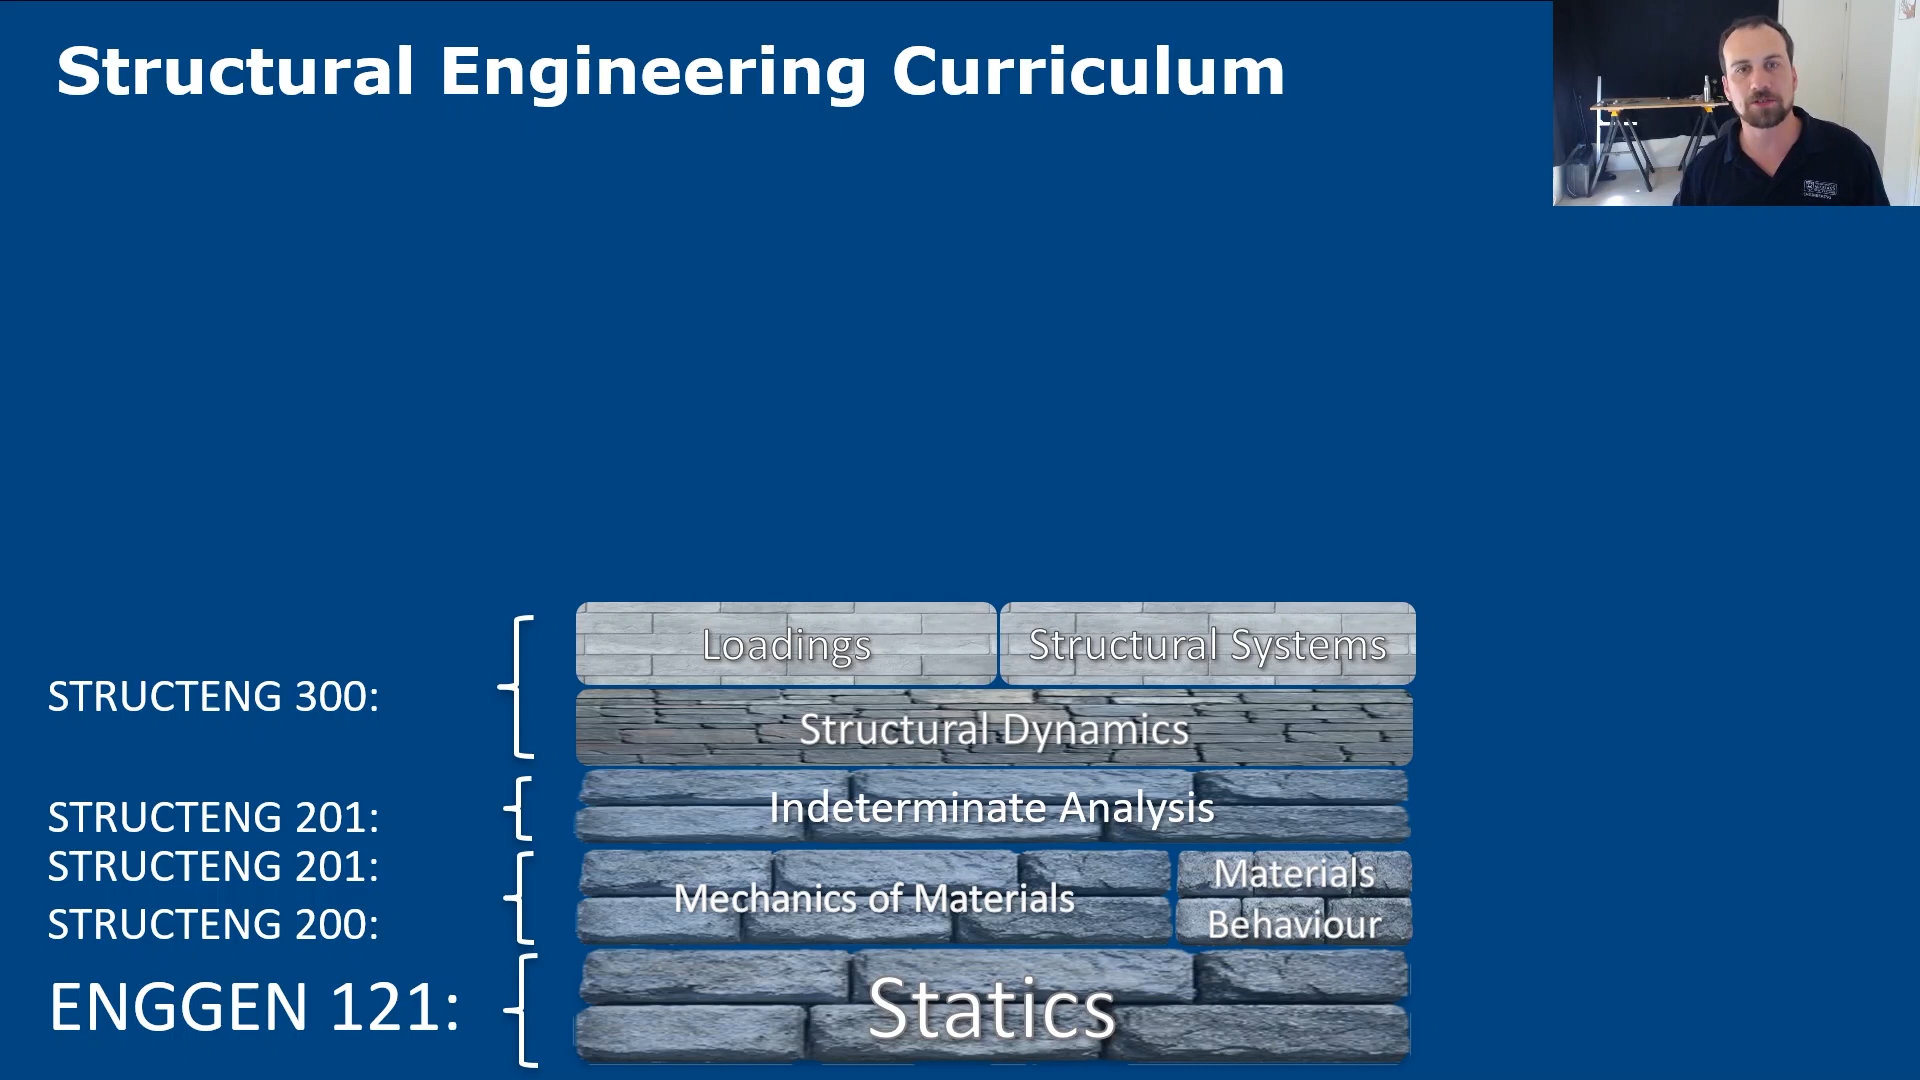 Structural Engineering Curriculum
Loadings
Structural Systems
STRUCTENG 300:
Structural Dynamics
STRUCTENG 201:
Indeterminate Analysis
STRUCTENG 201:
STRUCTENG 200:
Mechanics of Materials
Materials
Behaviour
ENGGEN 121:
Statics